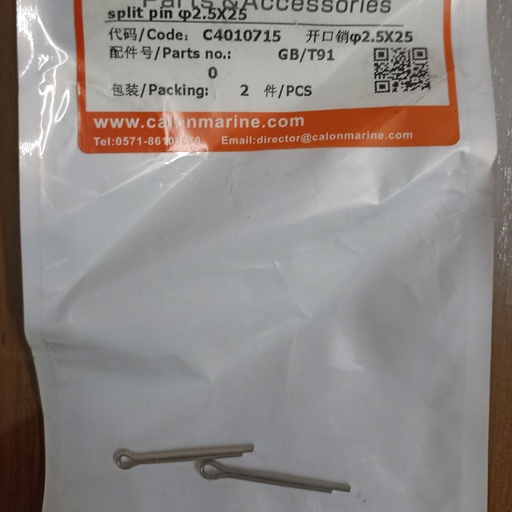 Parts & Accessories
split pin φ2.5X25
代码/Code: C4010715 开口销φ2.5X25
配件号/Parts no.: GB/T91
0
包装/Packing: 2 件/PCS
www.calonmarine.com
Email:director@calonmarine.com